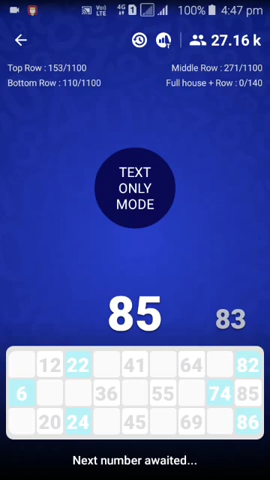 Vo) LTE 4G 1 100% 4:47 pm
27.16 k
Top Row : 153/1100 Middle Row : 271/1100
Bottom Row : 110/1100 Full house + Row : 0/140
TEXT
ONLY
MODE
85 83
12 22 41 64 82
6 36 55 74 85
20 24 45 69 86
Next number awaited...